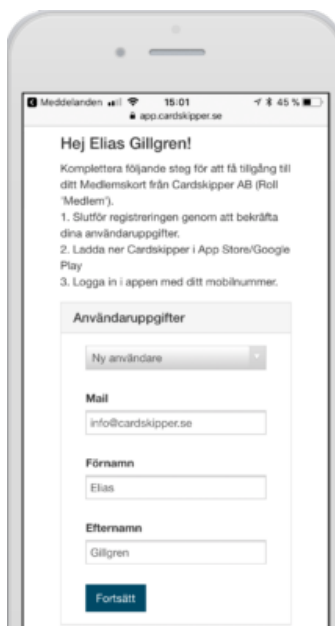 Meddelanden 15:01 45 %
app.cardskipper.se
Hej Elias Gillgren!
Komplettera följande steg för att få tillgång till
ditt Medlemskort från Cardskipper AB (Roll
'Medlem').
1. Slutför registreringen genom att bekräfta
dina användaruppgifter.
2. Ladda ner Cardskipper i App Store/Google
Play
3. Logga in i appen med ditt mobilnummer.
Användaruppgifter
Ny användare
Mail
info@cardskipper.se
Förnamn
Elias
Efternamn
Gillgren
Fortsätt